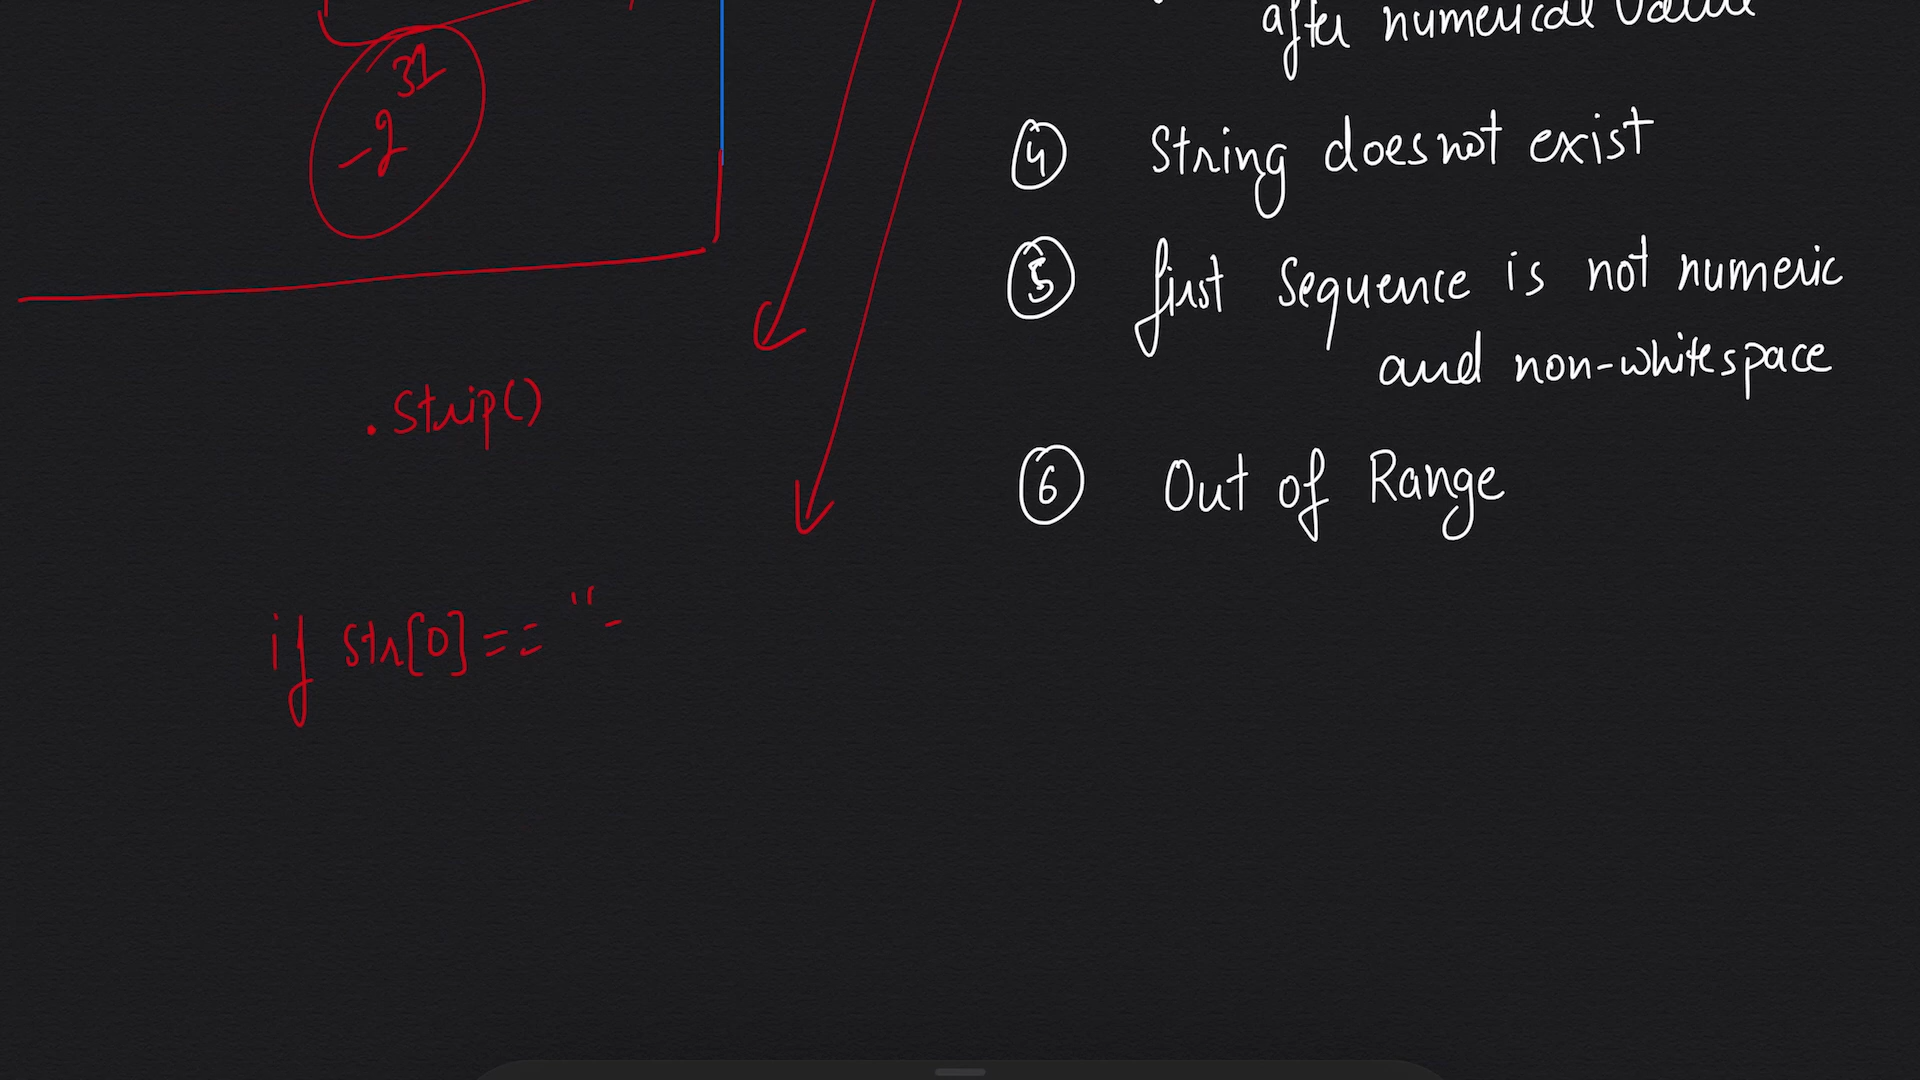 after numerical value
-2^31
④ String does not exist
⑤ first sequence is not numeric
and non-whitespace
.strip()
⑥ Out of Range
if str[0] == "-